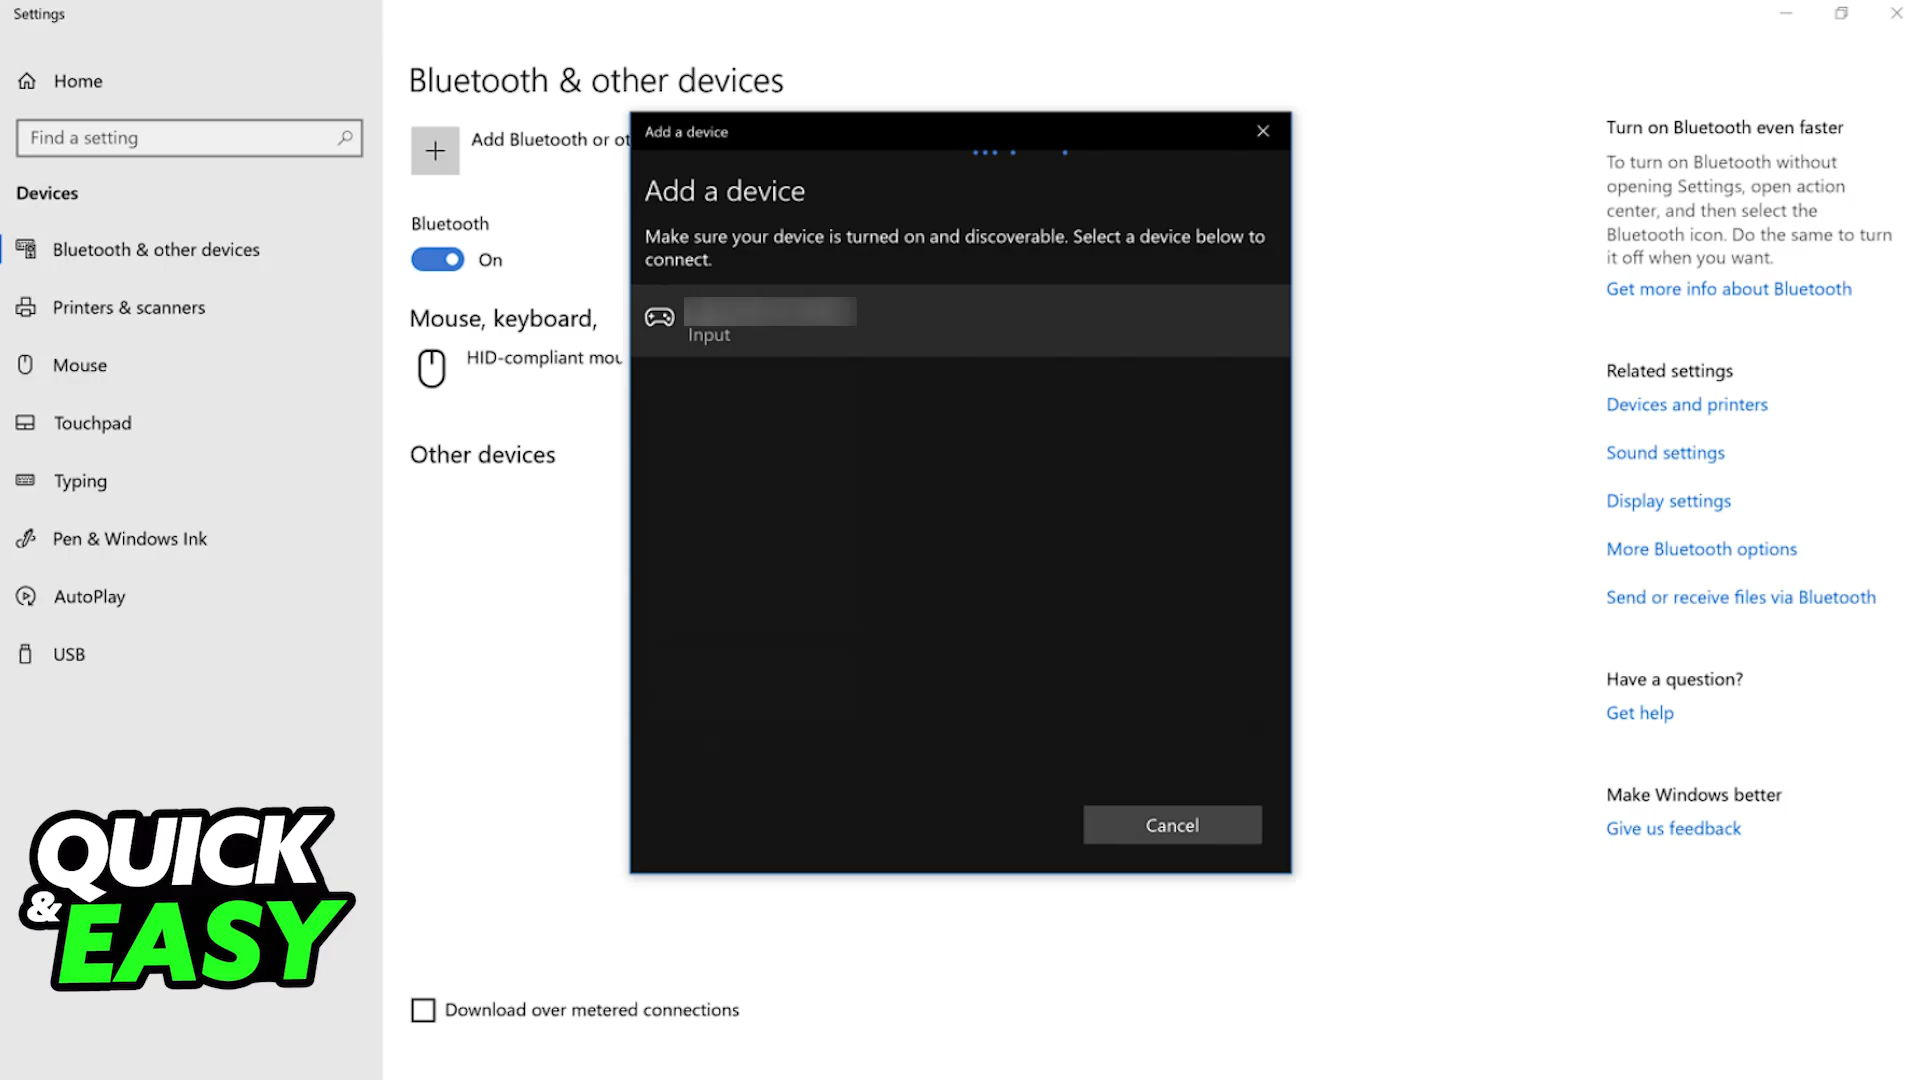 Settings
Home
Find a setting
Devices
Bluetooth & other devices
Printers & scanners
Mouse
Touchpad
Typing
Pen & Windows Ink
AutoPlay
USB
QUICK
& EASY
Bluetooth & other devices
Add Bluetooth or ot
Bluetooth
On
Mouse, keyboard,
HID-compliant mou
Other devices
Download over metered connections
Add a device
Add a device
Make sure your device is turned on and discoverable. Select a device below to
connect.
Input
Cancel
Turn on Bluetooth even faster
To turn on Bluetooth without
opening Settings, open action
center, and then select the
Bluetooth icon. Do the same to turn
it off when you want.
Get more info about Bluetooth
Related settings
Devices and printers
Sound settings
Display settings
More Bluetooth options
Send or receive files via Bluetooth
Have a question?
Get help
Make Windows better
Give us feedback